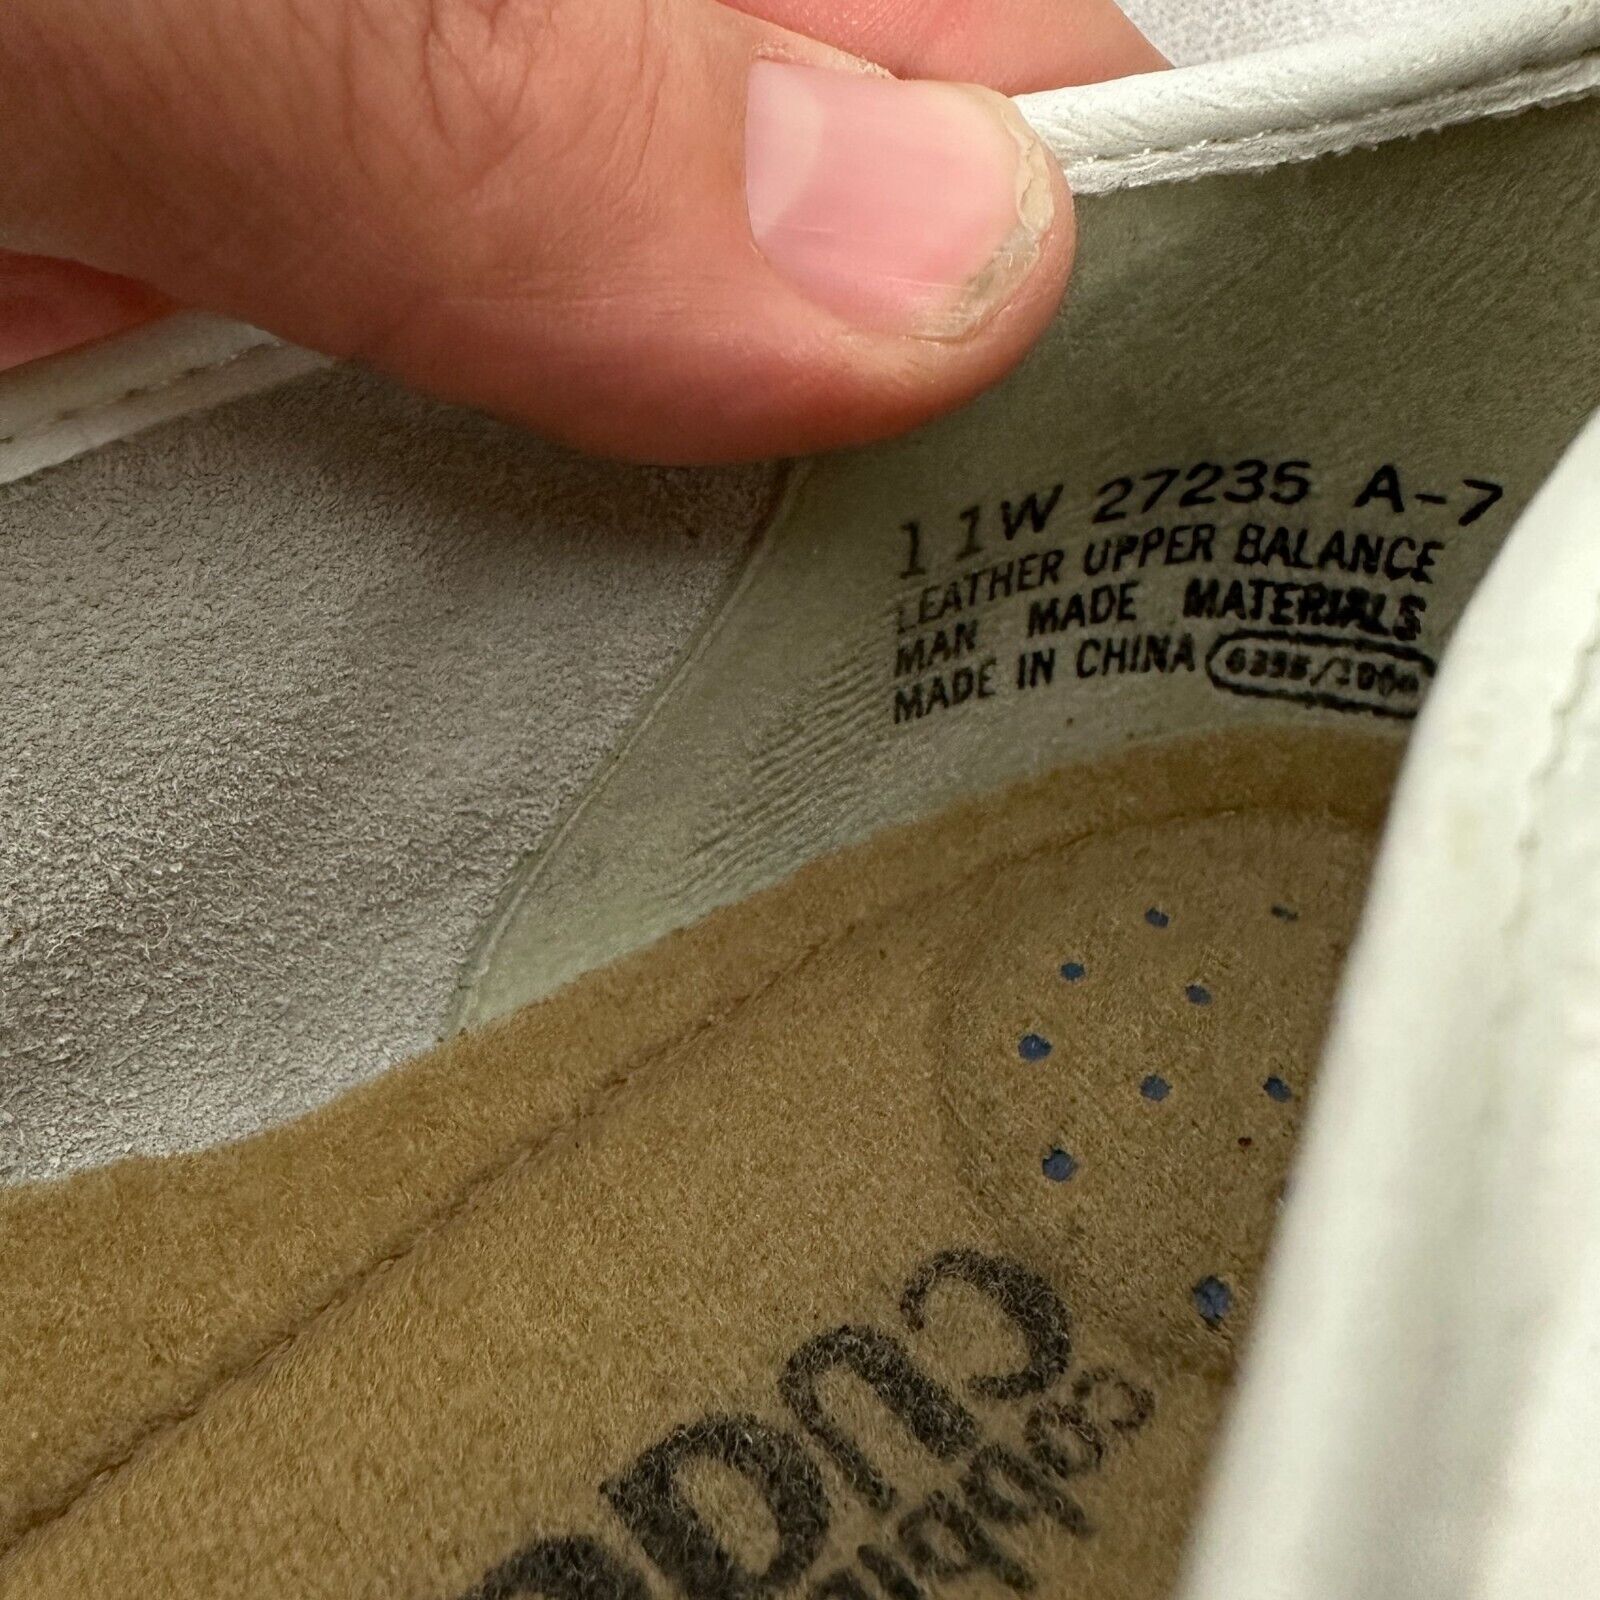 11W 27235 A-7
LEATHER UPPER BALANCE
MAN MADE MATERIALS
MADE IN CHINA